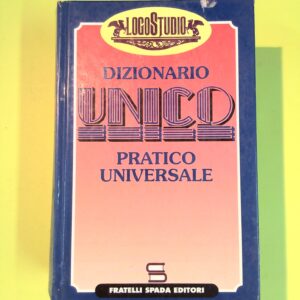 LOGOSTUDIO
DIZIONARIO
UNICO
PRATICO
UNIVERSALE
S
FRATELLI SPADA EDITORI